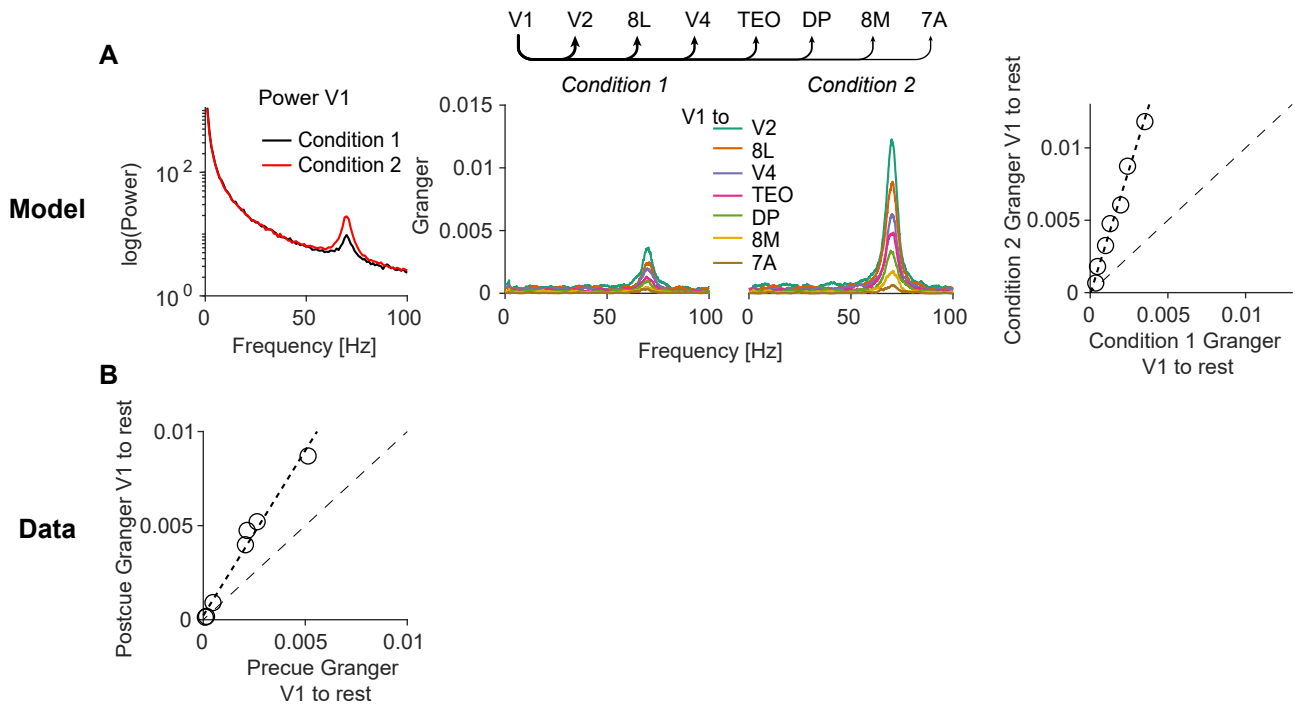 V1 V2 8L V4 TEO DP 8M 7A
A
Model
Power V1
Condition 1
Condition 2
log(Power)
10²
10⁰
0 50 100
Frequency [Hz]
Condition 1
Condition 2
Granger
0.015
0.01
0.005
0
V1 to
V2
8L
V4
TEO
DP
8M
7A
0 50 100
0 50 100
Frequency [Hz]
Condition 2 Granger V1 to rest
0.01
0.005
0
0 0.005 0.01
Condition 1 Granger
V1 to rest
B
Data
Postcue Granger V1 to rest
0.01
0.005
0
0 0.005 0.01
Precue Granger
V1 to rest